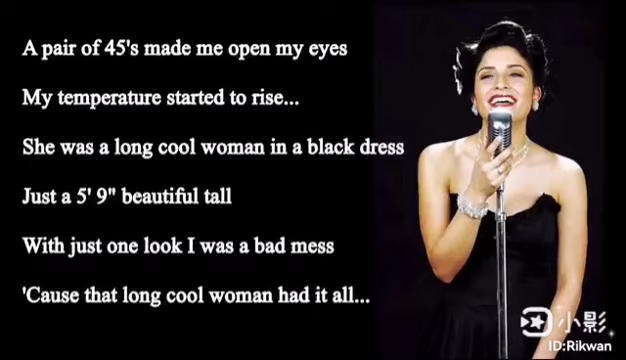 A pair of 45's made me open my eyes
My temperature started to rise...
She was a long cool woman in a black dress
Just a 5' 9" beautiful tall
With just one look I was a bad mess
'Cause that long cool woman had it all...
小影
ID:Rikwan